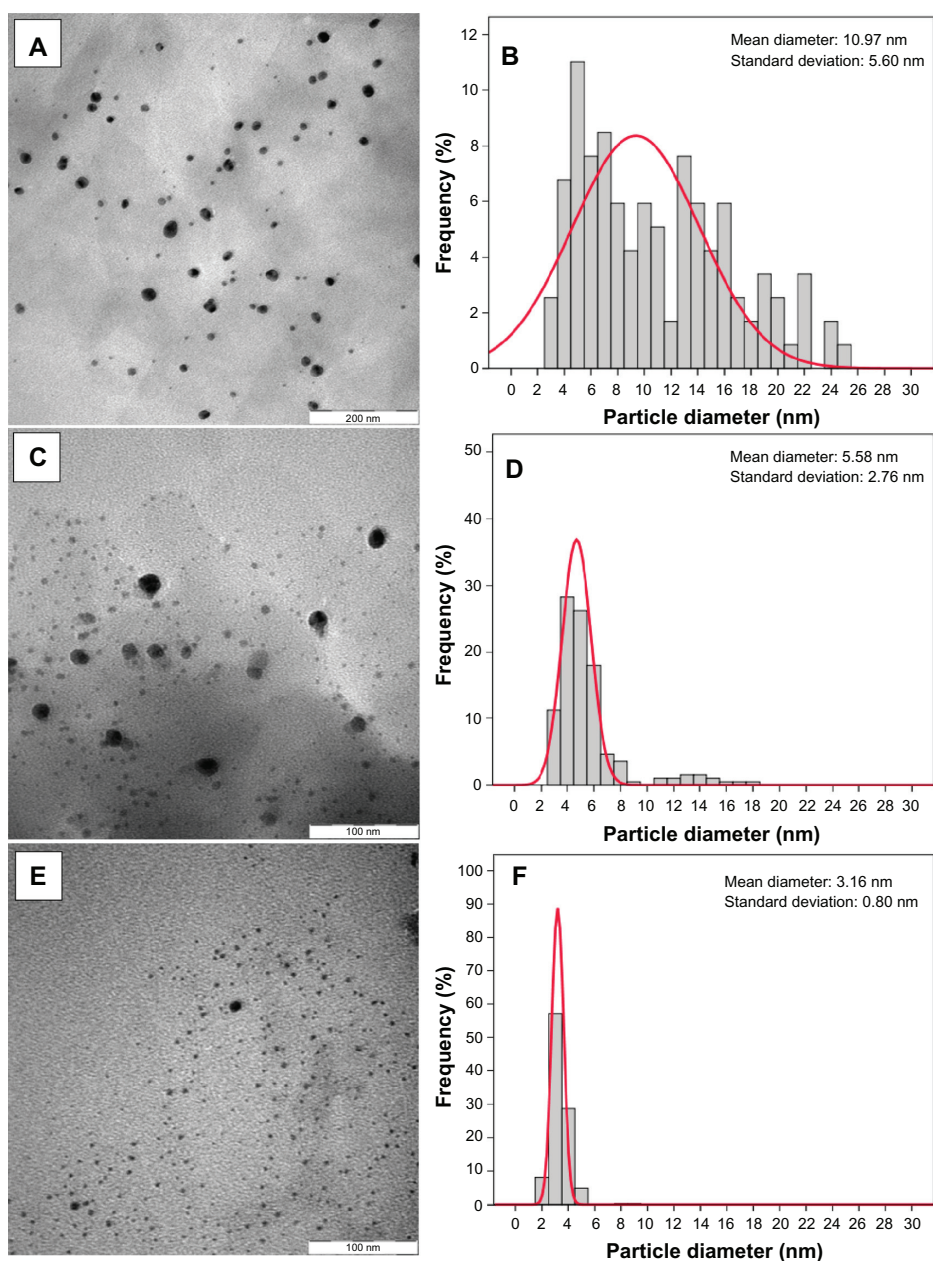 A
200 nm
B
Mean diameter: 10.97 nm
Standard deviation: 5.60 nm
Frequency (%)
12
10
8
6
4
2
0
0 2 4 6 8 10 12 14 16 18 20 22 24 26 28 30
Particle diameter (nm)
C
100 nm
D
Mean diameter: 5.58 nm
Standard deviation: 2.76 nm
Frequency (%)
50
40
30
20
10
0
0 2 4 6 8 10 12 14 16 18 20 22 24 26 28 30
Particle diameter (nm)
E
100 nm
F
Mean diameter: 3.16 nm
Standard deviation: 0.80 nm
Frequency (%)
100
90
80
70
60
50
40
30
20
10
0
0 2 4 6 8 10 12 14 16 18 20 22 24 26 28 30
Particle diameter (nm)